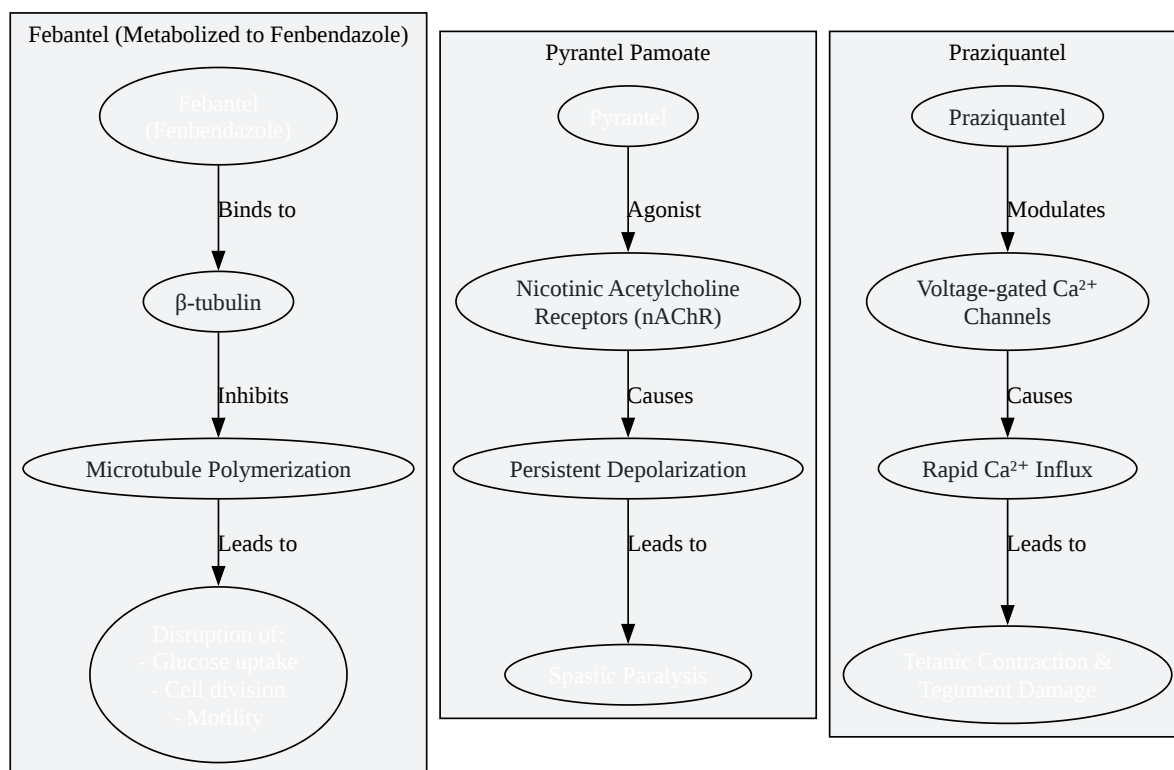 Febantel (Metabolized to Fenbendazole)
Febantel
(Fenbendazole)
Binds to
β-tubulin
Inhibits
Microtubule Polymerization
Leads to
Disruption of:
- Glucose uptake
- Cell division
- Motility
Pyrantel Pamoate
Pyrantel
Agonist
Nicotinic Acetylcholine
Receptors (nAChR)
Causes
Persistent Depolarization
Leads to
Spastic Paralysis
Praziquantel
Praziquantel
Modulates
Voltage-gated Ca²⁺
Channels
Causes
Rapid Ca²⁺ Influx
Leads to
Tetanic Contraction &
Tegument Damage